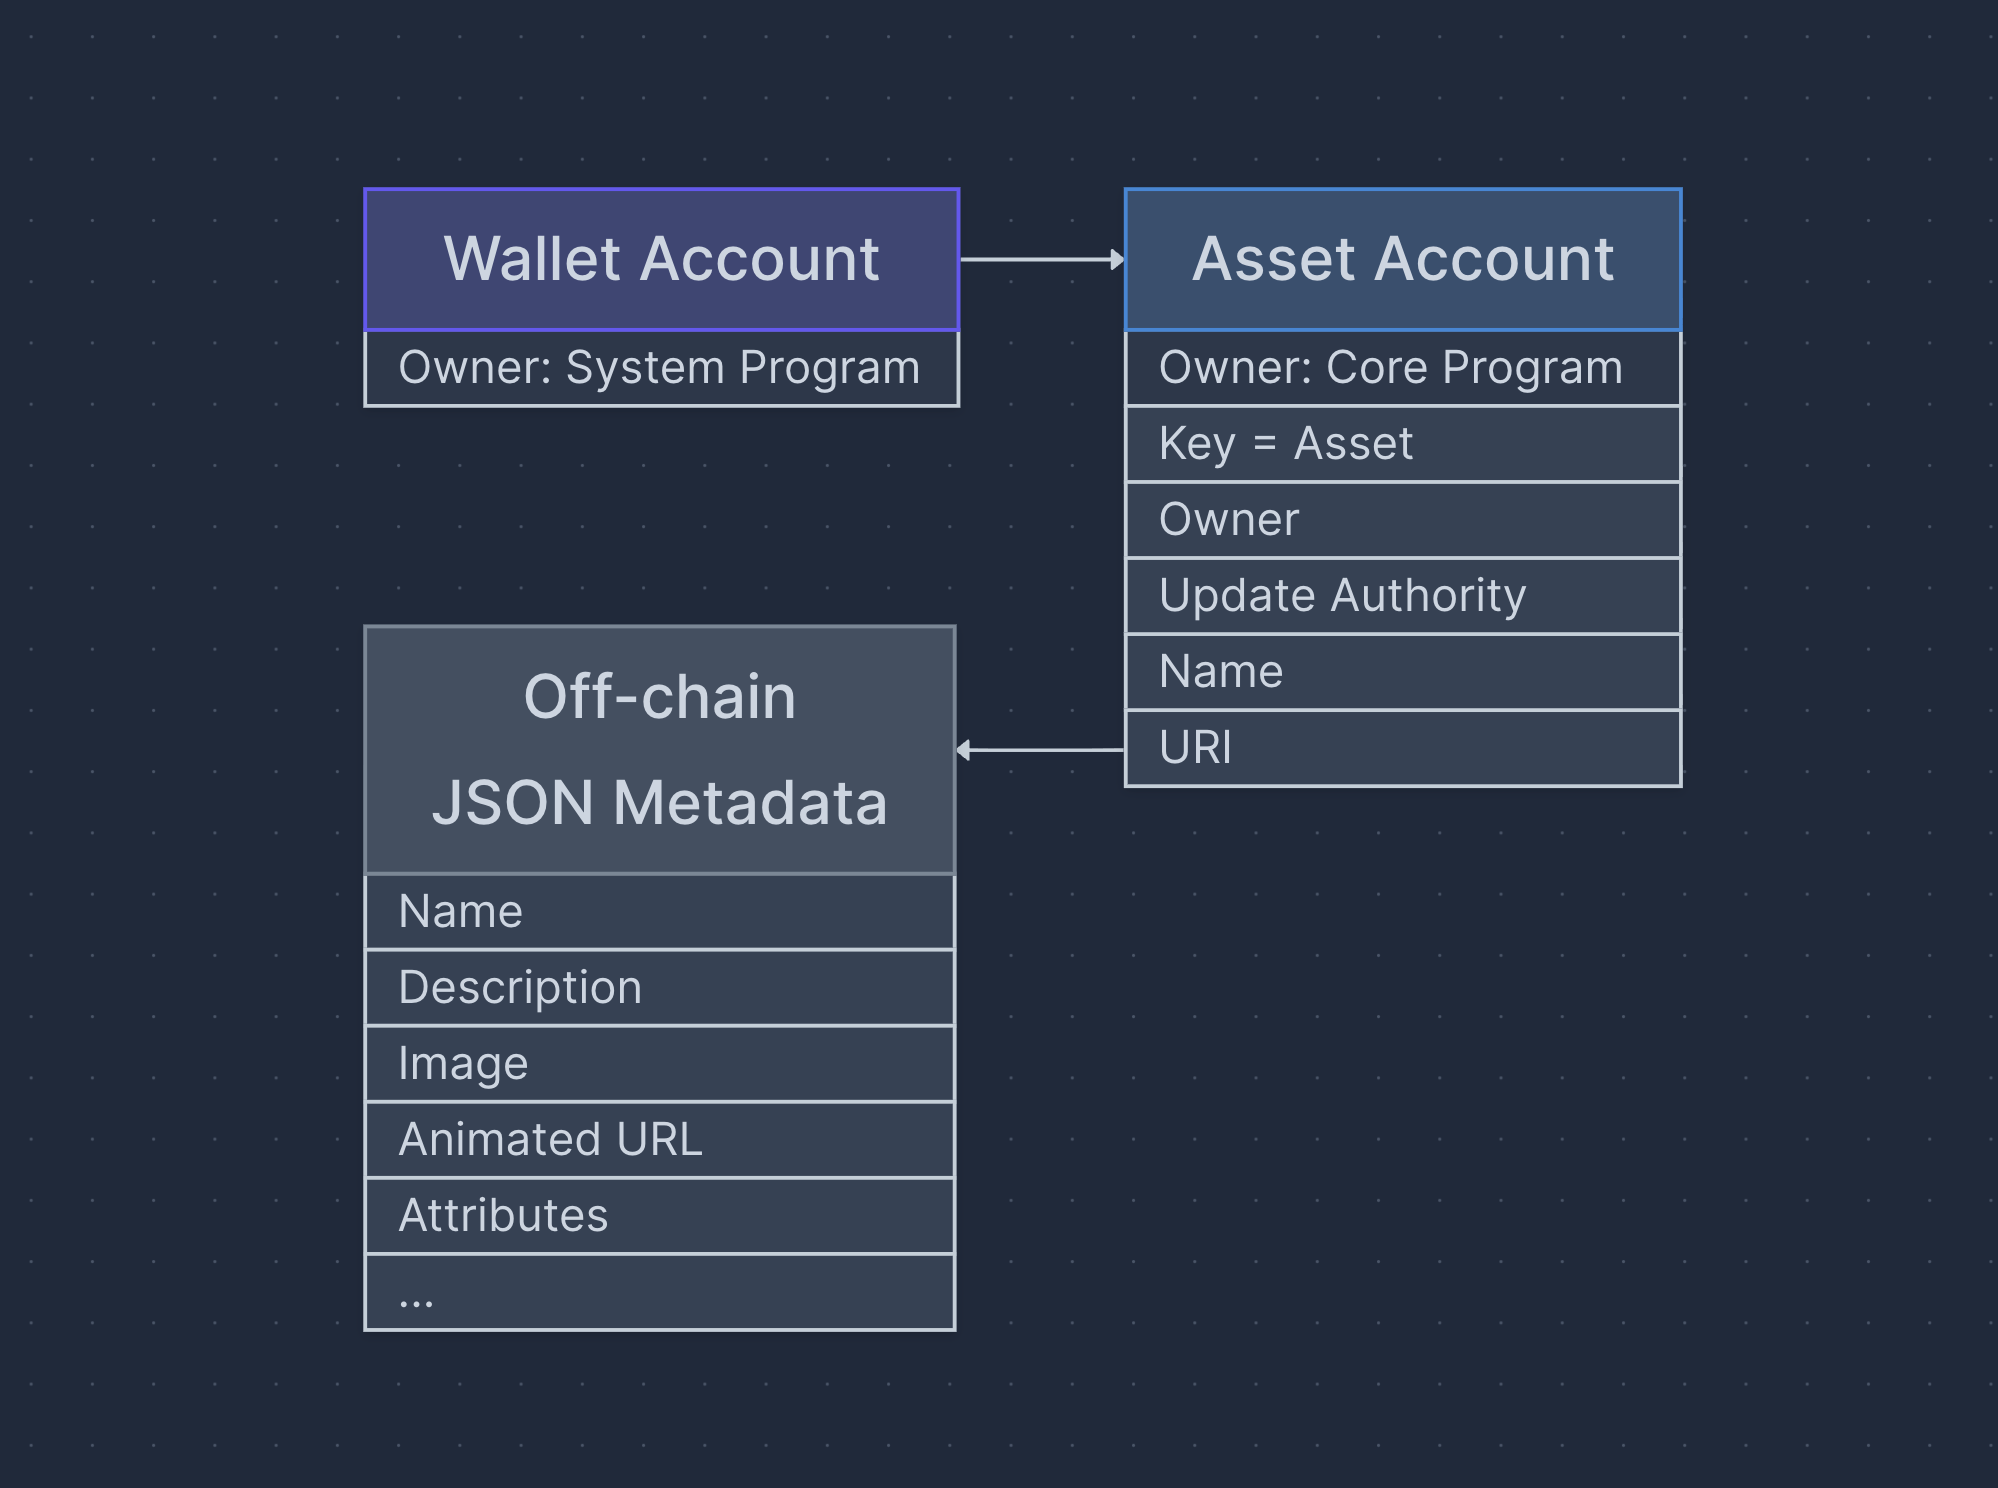 Wallet Account
Owner: System Program
Asset Account
Owner: Core Program
Key = Asset
Owner
Update Authority
Name
URI
Off-chain
JSON Metadata
Name
Description
Image
Animated URL
Attributes
...